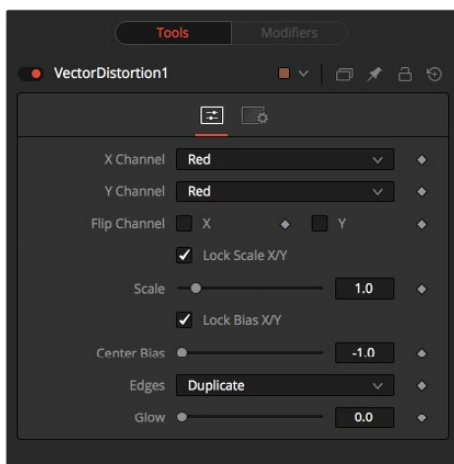 Tools Modifiers
VectorDistortion1
X Channel Red
Y Channel Red
Flip Channel X Y
Lock Scale X/Y
Scale 1.0
Lock Bias X/Y
Center Bias -1.0
Edges Duplicate
Glow 0.0